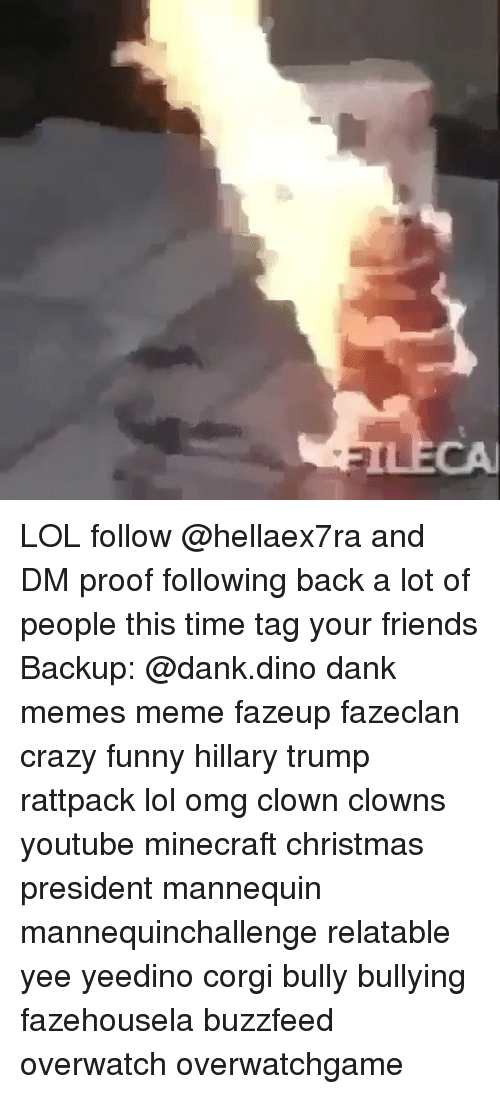 FILECA
LOL follow @hellaex7ra and
DM proof following back a lot of
people this time tag your friends
Backup: @dank.dino dank
memes meme fazeup fazeclan
crazy funny hillary trump
rattpack lol omg clown clowns
youtube minecraft christmas
president mannequin
mannequinchallenge relatable
yee yeedino corgi bully bullying
fazehousela buzzfeed
overwatch overwatchgame